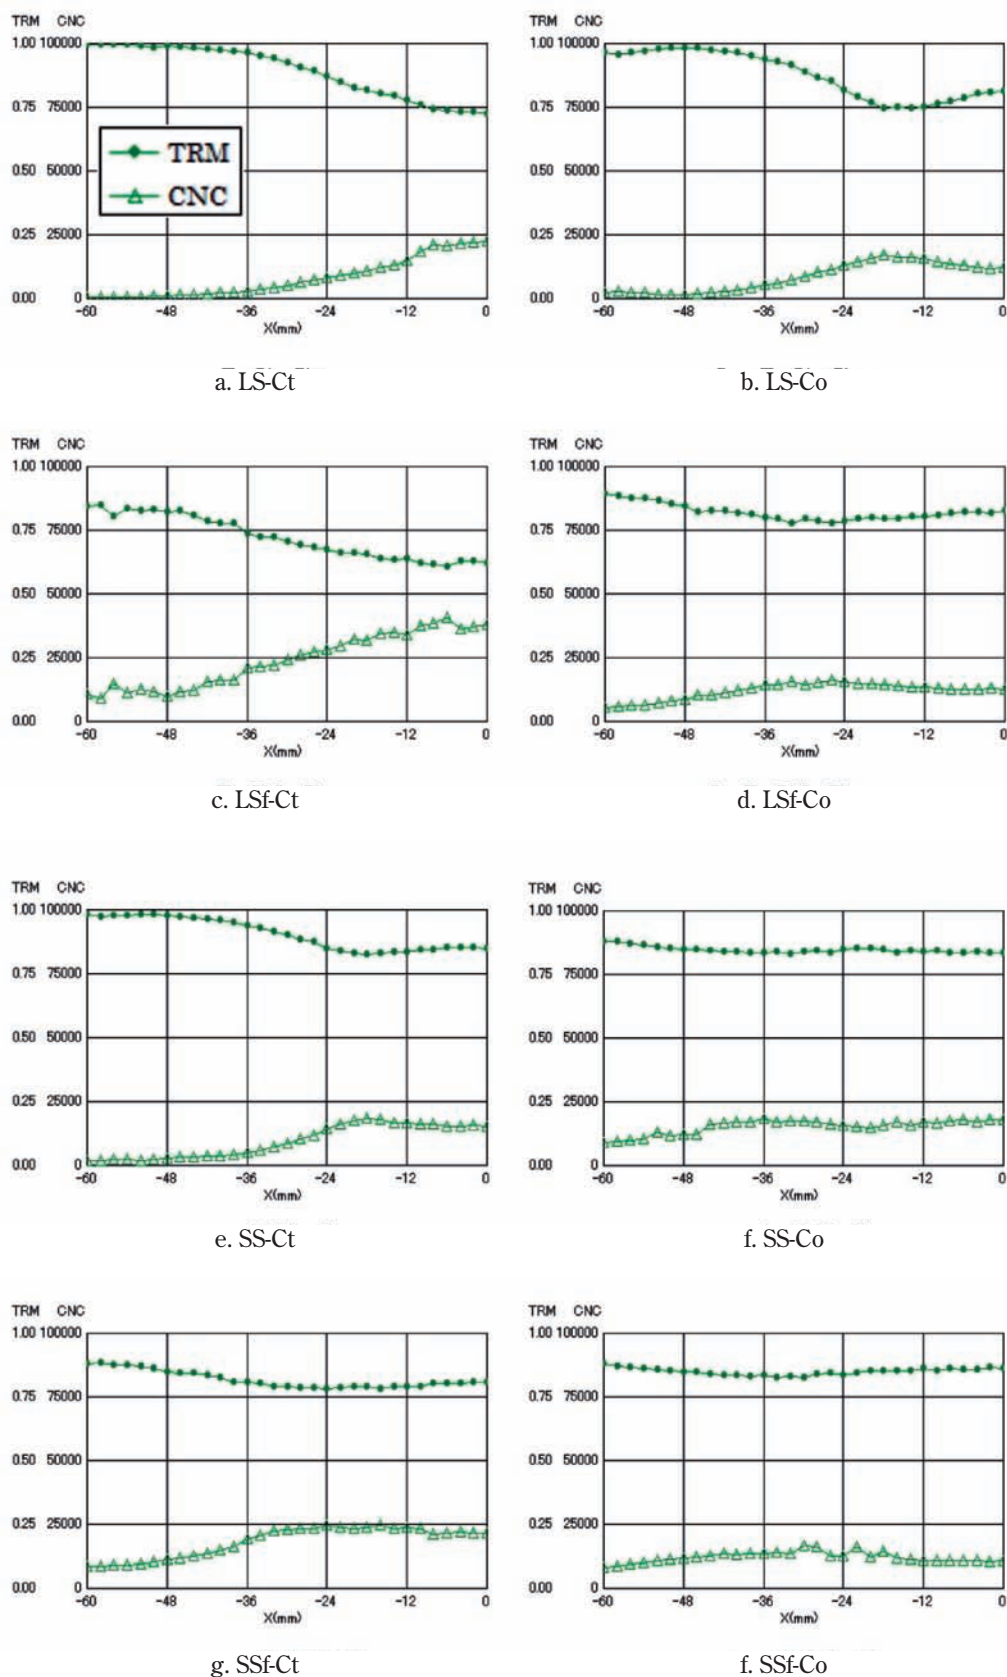 TRM CNC TRM CNC
1.00 100000 1.00 100000
0.75 75000 0.75 75000
TRM
0.50 50000 0.50 50000
CNC
0.25 25000 0.25 25000
0.00 0 0.00 0
-60 -48 -36 -24 -12 0 -60 -48 -36 -24 -12 0
X(mm) X(mm)
a. LS-Ct b. LS-Co
TRM CNC TRM CNC
1.00 100000 1.00 100000
0.75 75000 0.75 75000
0.50 50000 0.50 50000
0.25 25000 0.25 25000
0.00 0 0.00 0
-60 -48 -36 -24 -12 0 -60 -48 -36 -24 -12 0
X(mm) X(mm)
c. LSf-Ct d. LSf-Co
TRM CNC TRM CNC
1.00 100000 1.00 100000
0.75 75000 0.75 75000
0.50 50000 0.50 50000
0.25 25000 0.25 25000
0.00 0 0.00 0
-60 -48 -36 -24 -12 0 -60 -48 -36 -24 -12 0
X(mm) X(mm)
e. SS-Ct f. SS-Co
TRM CNC TRM CNC
1.00 100000 1.00 100000
0.75 75000 0.75 75000
0.50 50000 0.50 50000
0.25 25000 0.25 25000
0.00 0 0.00 0
-60 -48 -36 -24 -12 0 -60 -48 -36 -24 -12 0
X(mm) X(mm)
g. SSf-Ct f. SSf-Co